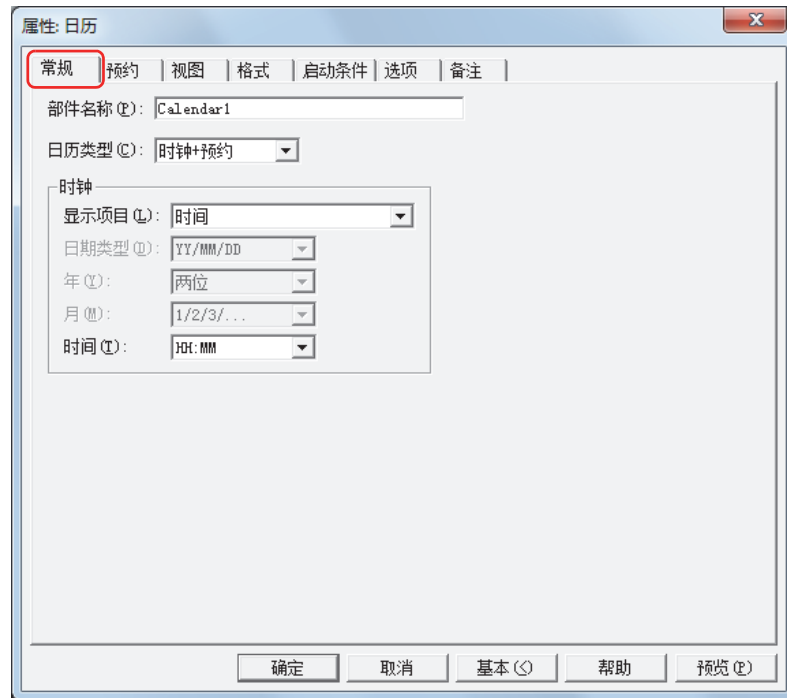 属性: 日历
常规 预约 视图 格式 启动条件 选项 备注
部件名称(P): Calendar1
日历类型(C): 时钟+预约
时钟
显示项目(L): 时间
日期类型(D): YY/MM/DD
年(Y): 两位
月(M): 1/2/3/...
时间(T): HH:MM
确定 取消 基本(<) 帮助 预览(P)